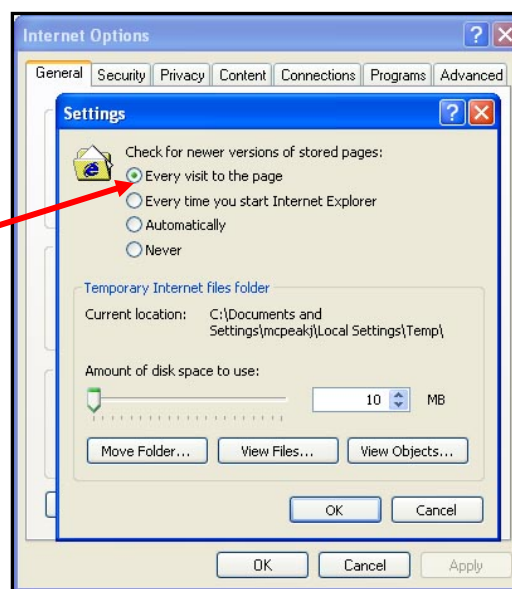 Internet Options
General Security Privacy Content Connections Programs Advanced
Settings
Check for newer versions of stored pages:
Every visit to the page
Every time you start Internet Explorer
Automatically
Never
Temporary Internet files folder
Current location: C:\Documents and
Settings\mcpeakj\Local Settings\Temp\
Amount of disk space to use:
10 MB
Move Folder... View Files... View Objects...
OK Cancel
OK Cancel Apply